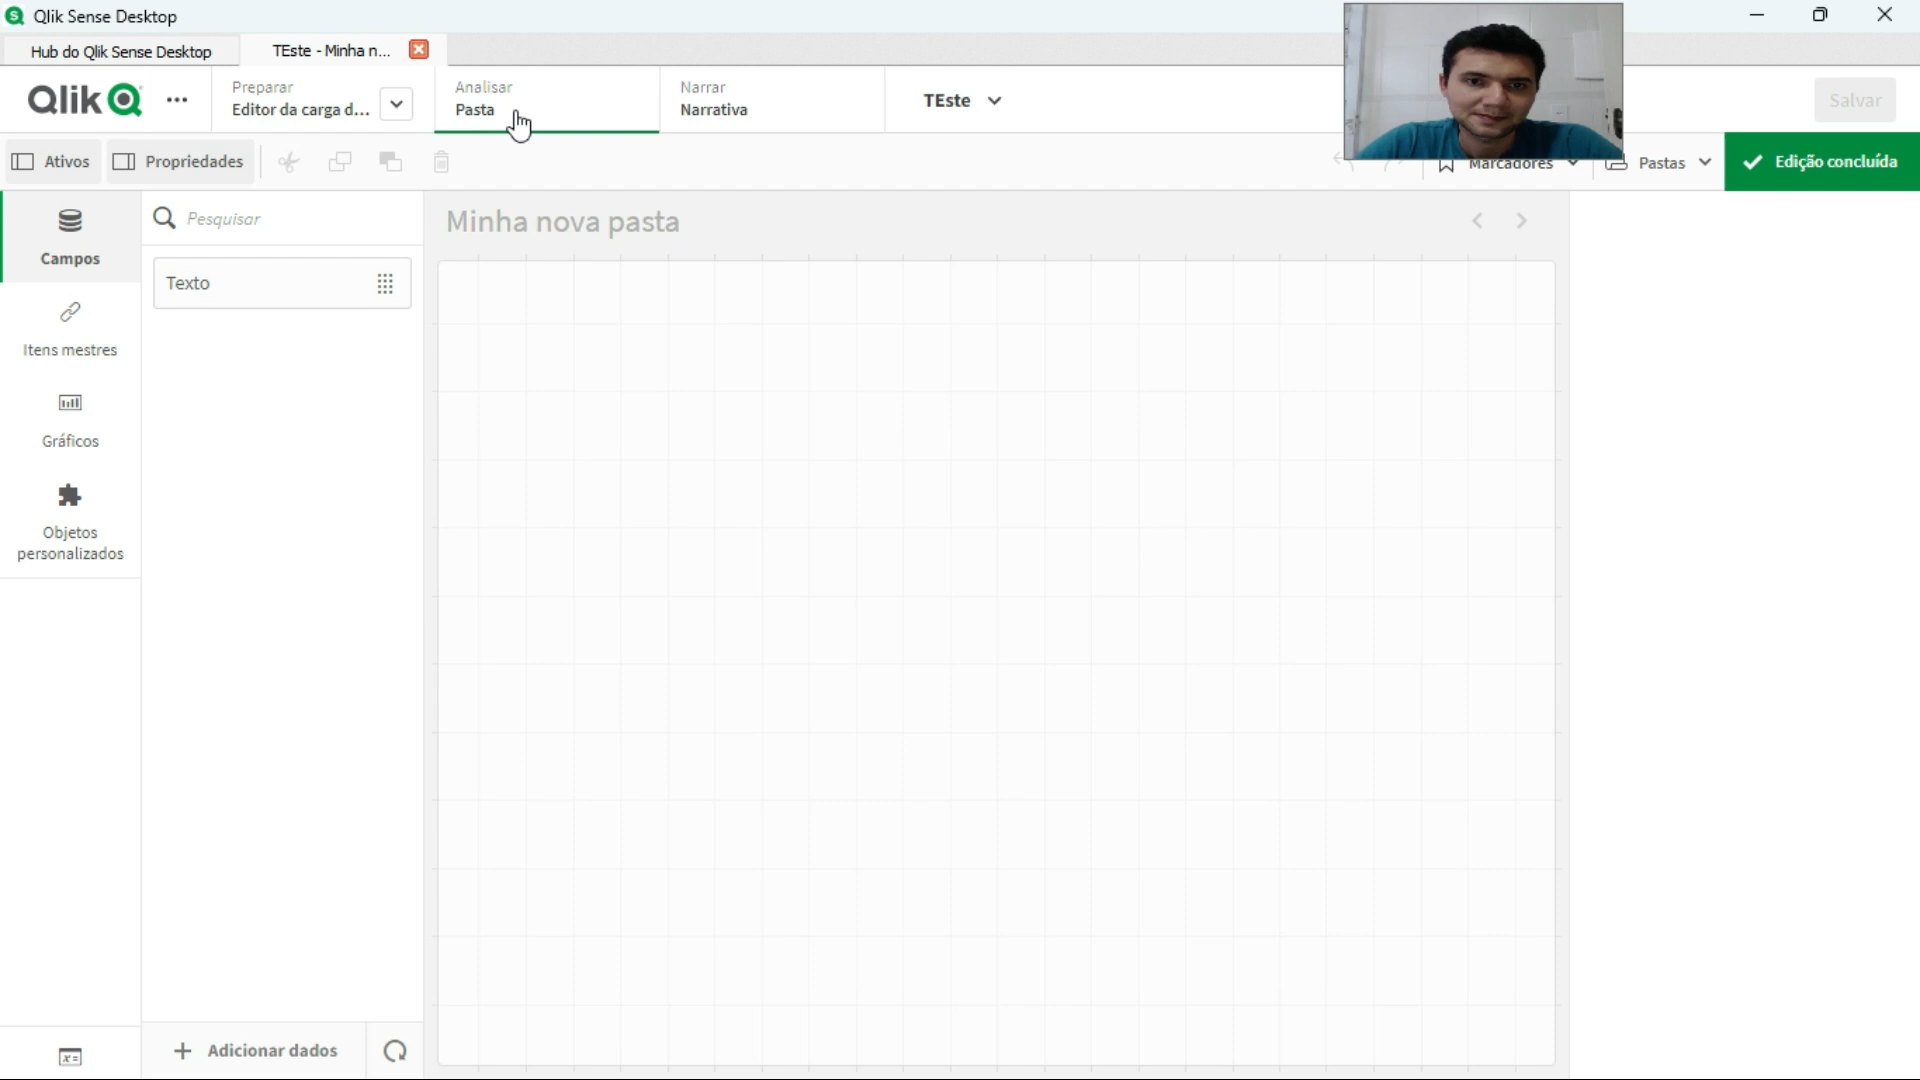 Qlik Sense Desktop
Hub do Qlik Sense Desktop
TEste - Minha n...
Qlik
Preparar
Editor da carga d...
Analisar
Pasta
Narrar
Narrativa
TEste
Salvar
Ativos
Propriedades
Marcadores
Pastas
Edição concluída
Campos
Pesquisar
Minha nova pasta
Texto
Itens mestres
Gráficos
Objetos
personalizados
Adicionar dados